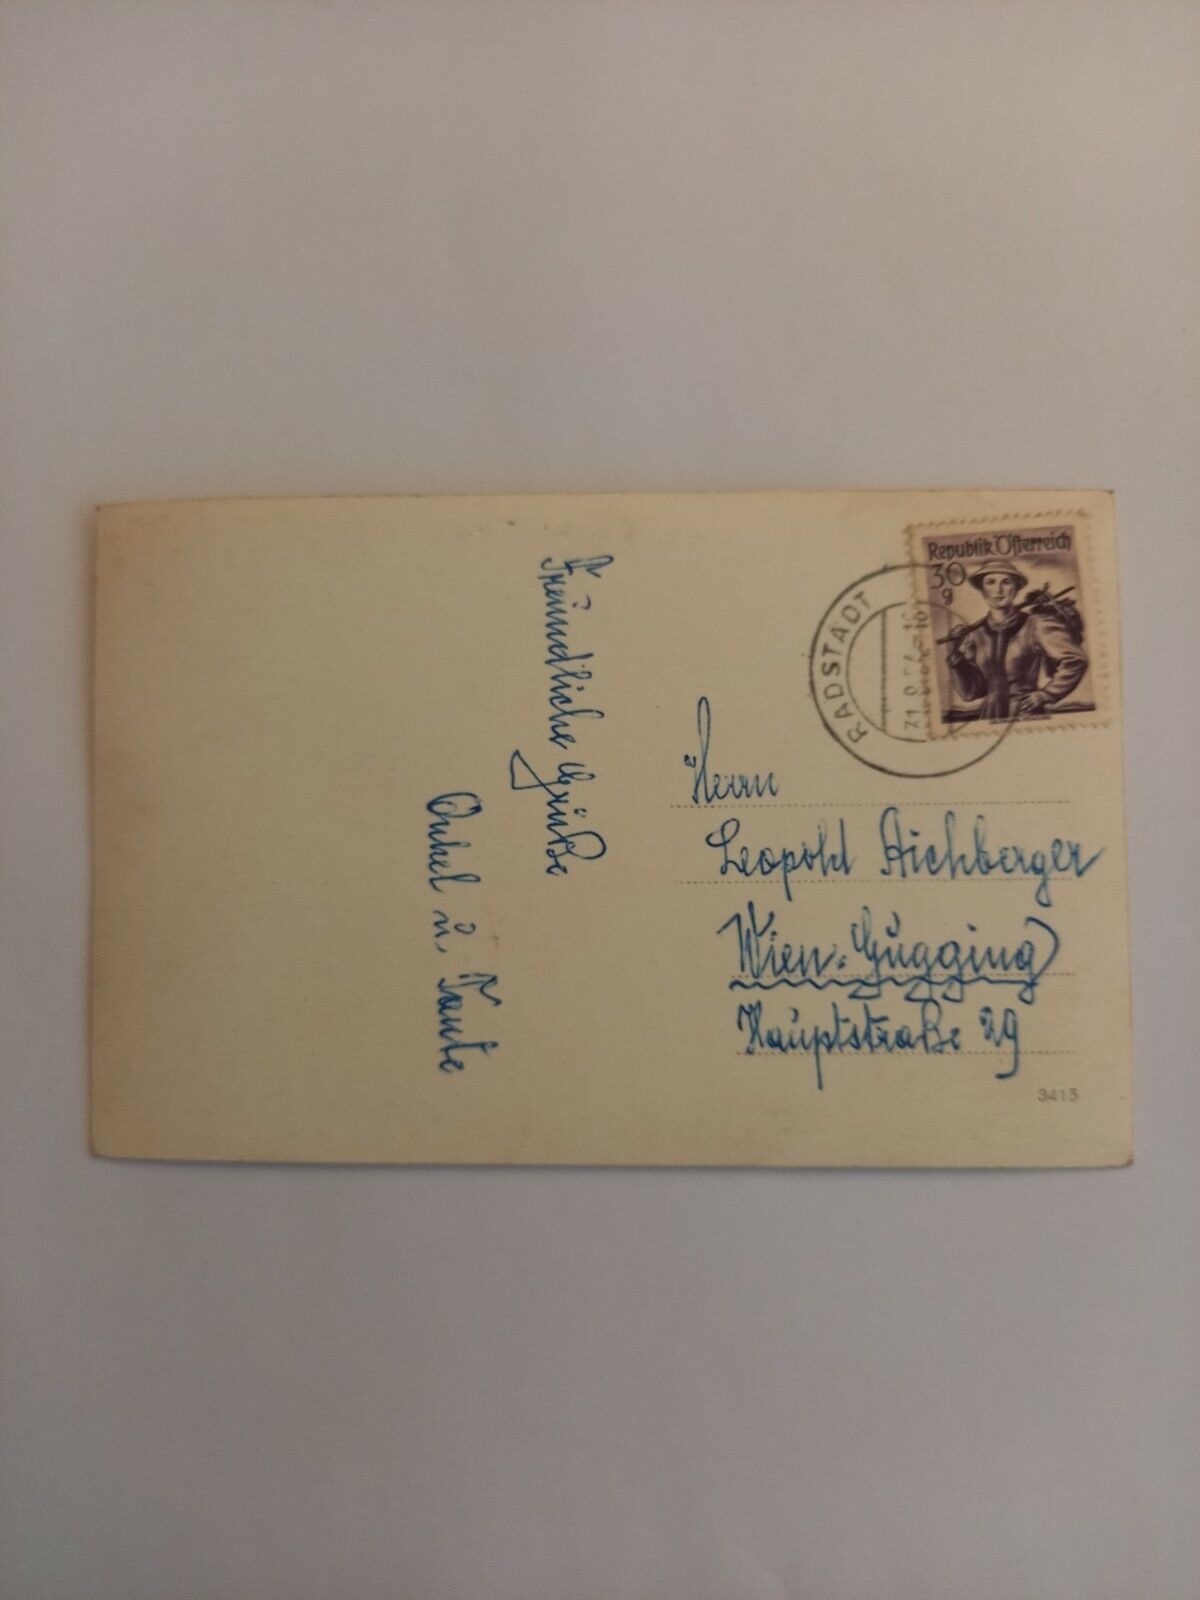 Freundliche Grüße
Onkel u. Tante
Republik Österreich
30
g
RADSTADT
Herrn
Leopold Aichberger
Wien-Gugging
Hauptstraße 29
3415